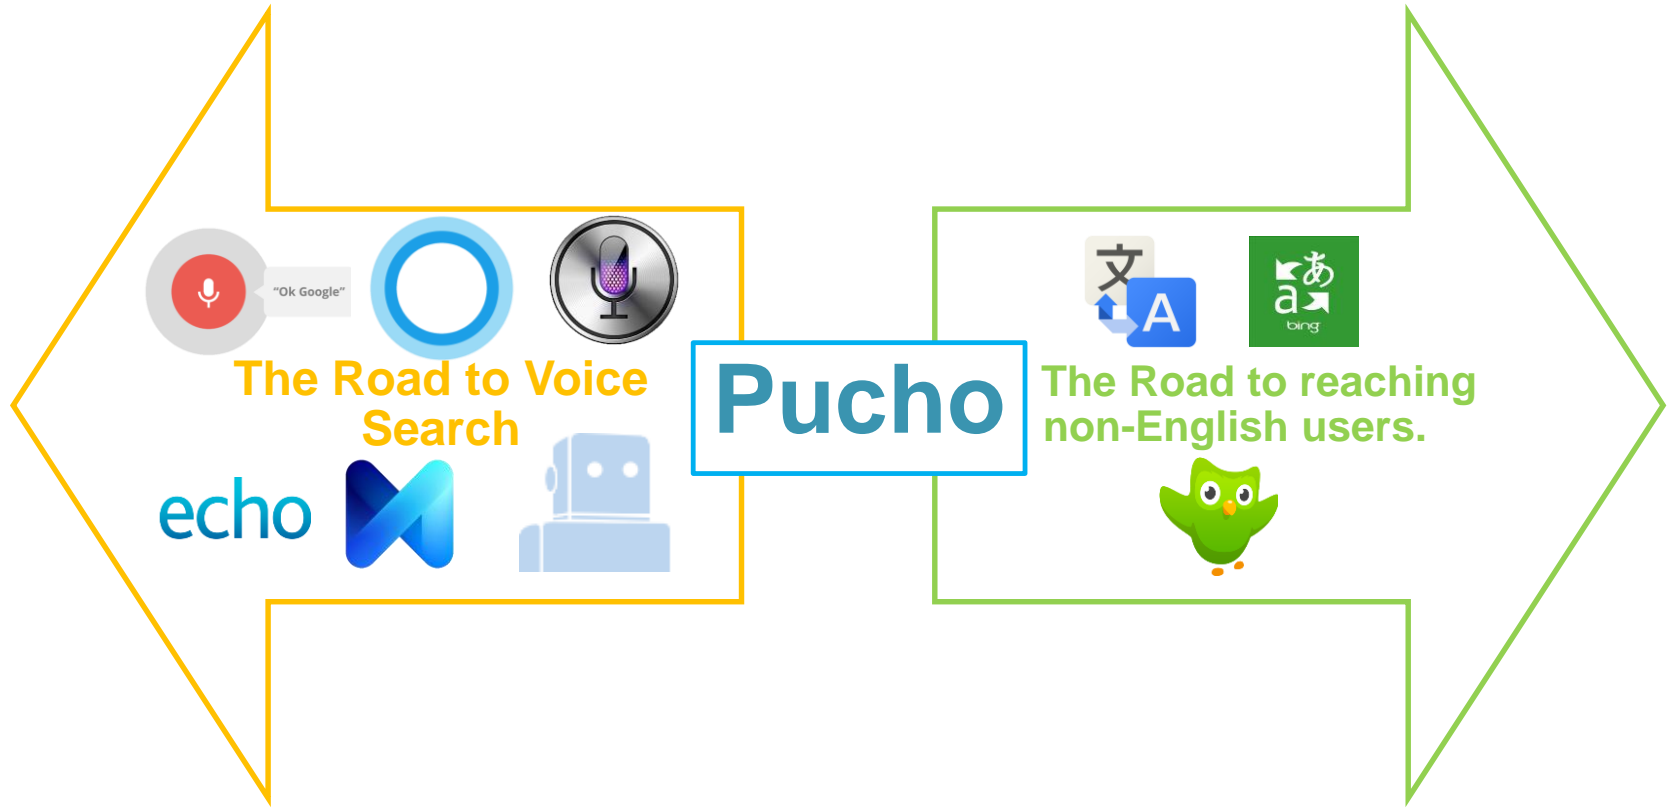 "Ok Google"
The Road to Voice
Search
echo
Pucho
文
A
あ
a
bing
The Road to reaching
non-English users.